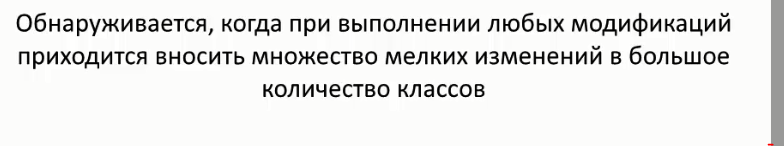 Обнаруживается, когда при выполнении любых модификаций
приходится вносить множество мелких изменений в большое
количество классов